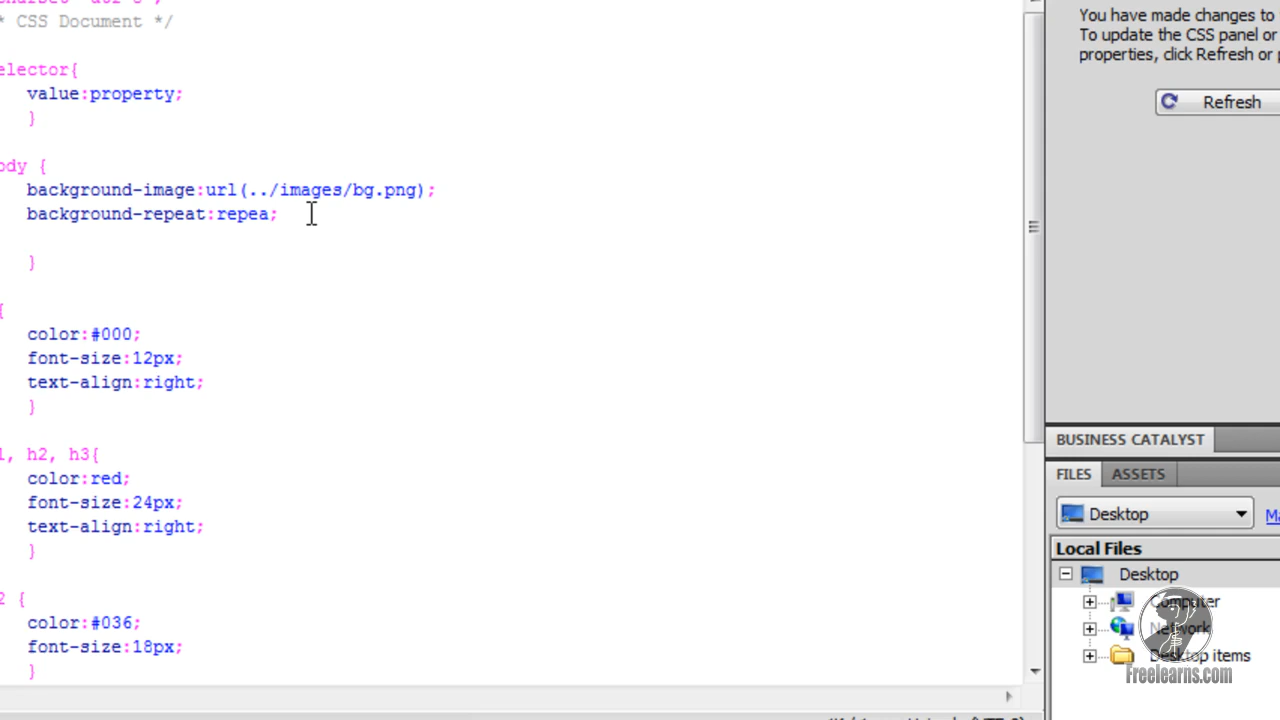 * CSS Document */
elector{
value:property;
}
ody {
background-image:url(../images/bg.png);
background-repeat:repea;
}
{
color:#000;
font-size:12px;
text-align:right;
}
1, h2, h3{
color:red;
font-size:24px;
text-align:right;
}
2 {
color:#036;
font-size:18px;
}
You have made changes to
To update the CSS panel or
properties, click Refresh or
Refresh
BUSINESS CATALYST
FILES ASSETS
Desktop
Local Files
Desktop
Computer
Network
Desktop items
Freelearns.com